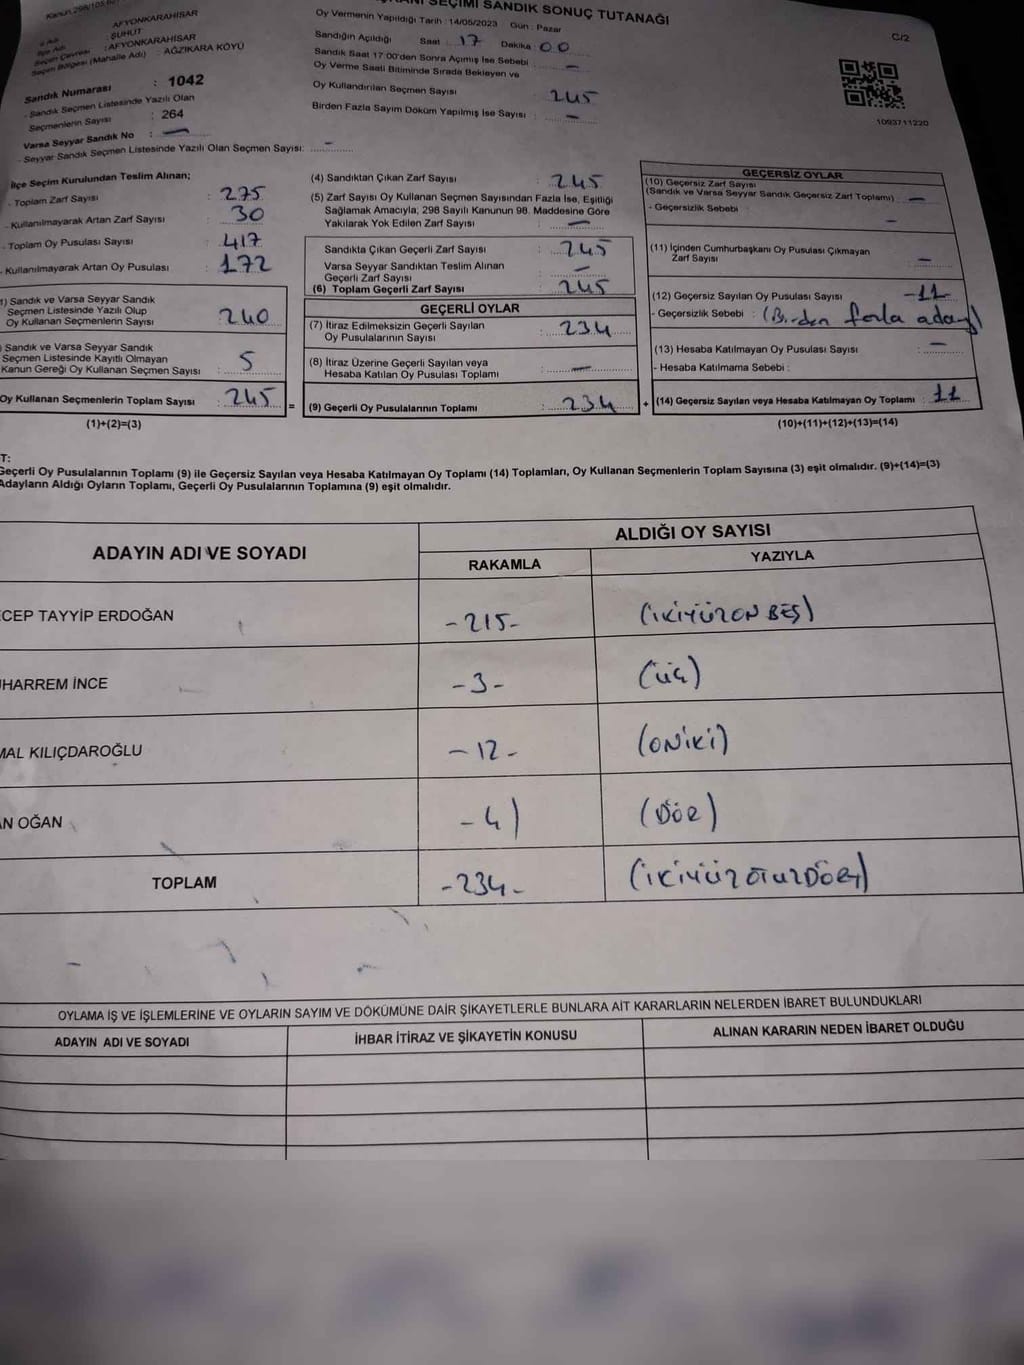 Kanun 298/105
C/2
KANI SEÇİMİ SANDIK SONUÇ TUTANAĞI
İl Adı : AFYONKARAHİSAR
İlçe Adı : ŞUHUT
Seçim Çevresi : AFYONKARAHİSAR
Seçim Bölgesi (Mahalle Adı) : AĞZIKARA KÖYÜ
Sandık Numarası : 1042
- Sandık Seçmen Listesinde Yazılı Olan
Seçmenlerin Sayısı : 264
Varsa Seyyar Sandık No : —
- Seyyar Sandık Seçmen Listesinde Yazılı Olan Seçmen Sayısı: —
Oy Vermenin Yapıldığı Tarih : 14/05/2023 Gün : Pazar
Sandığın Açıldığı Saat : 17 Dakika : 00
Sandık Saat 17:00'den Sonra Açımış İse Sebebi : —
Oy Verme Saati Bitiminde Sırada Bekleyen ve
Oy Kullandırılan Seçmen Sayısı : 245
Birden Fazla Sayım Döküm Yapılmış İse Sayısı : —
1093711220
İlçe Seçim Kurulundan Teslim Alınan;
- Toplam Zarf Sayısı : 275
- Kullanılmayarak Artan Zarf Sayısı : 30
- Toplam Oy Pusulası Sayısı : 417
- Kullanılmayarak Artan Oy Pusulası : 172
1) Sandık ve Varsa Seyyar Sandık
Seçmen Listesinde Yazılı Olup
Oy Kullanan Seçmenlerin Sayısı : 240
) Sandık ve Varsa Seyyar Sandık
Seçmen Listesinde Kayıtlı Olmayan
Kanun Gereği Oy Kullanan Seçmen Sayısı : 5
Oy Kullanan Seçmenlerin Toplam Sayısı : 245 =
(1)+(2)=(3)
(4) Sandıktan Çıkan Zarf Sayısı : 245
(5) Zarf Sayısı Oy Kullanan Seçmen Sayısından Fazla İse, Eşitliği
Sağlamak Amacıyla; 298 Sayılı Kanunun 98. Maddesine Göre
Yakılarak Yok Edilen Zarf Sayısı : —
Sandıkta Çıkan Geçerli Zarf Sayısı : 245
Varsa Seyyar Sandıktan Teslim Alınan
Geçerli Zarf Sayısı : —
(6) Toplam Geçerli Zarf Sayısı : 245
GEÇERLİ OYLAR
(7) İtiraz Edilmeksizin Geçerli Sayılan
Oy Pusulalarının Sayısı : 234
(8) İtiraz Üzerine Geçerli Sayılan veya
Hesaba Katılan Oy Pusulası Toplamı : —
(9) Geçerli Oy Pusulalarının Toplamı : 234 +
GEÇERSİZ OYLAR
(10) Geçersiz Zarf Sayısı
(Sandık ve Varsa Seyyar Sandık Geçersiz Zarf Toplamı) : —
- Geçersizlik Sebebi : —
(11) İçinden Cumhurbaşkanı Oy Pusulası Çıkmayan
Zarf Sayısı : —
(12) Geçersiz Sayılan Oy Pusulası Sayısı : -11-
- Geçersizlik Sebebi : (Birden fazla aday)
(13) Hesaba Katılmayan Oy Pusulası Sayısı : —
- Hesaba Katılmama Sebebi :
(14) Geçersiz Sayılan veya Hesaba Katılmayan Oy Toplamı : 11
(10)+(11)+(12)+(13)=(14)
T:
Geçerli Oy Pusulalarının Toplamı (9) ile Geçersiz Sayılan veya Hesaba Katılmayan Oy Toplamı (14) Toplamları, Oy Kullanan Seçmenlerin Toplam Sayısına (3) eşit olmalıdır. (9)+(14)=(3)
Adayların Aldığı Oyların Toplamı, Geçerli Oy Pusulalarının Toplamına (9) eşit olmalıdır.
ADAYIN ADI VE SOYADI
ALDIĞI OY SAYISI
RAKAMLA YAZIYLA
CEP TAYYİP ERDOĞAN -215- (İKİYÜZONBEŞ)
HARREM İNCE -3- (ÜÇ)
MAL KILIÇDAROĞLU -12- (ONİKİ)
AN OĞAN -4) (DÖR)
TOPLAM -234- (İKİYÜZOTUZDÖRT)
OYLAMA İŞ VE İŞLEMLERİNE VE OYLARIN SAYIM VE DÖKÜMÜNE DAİR ŞİKAYETLERLE BUNLARA AİT KARARLARIN NELERDEN İBARET BULUNDUKLARI
ADAYIN ADI VE SOYADI İHBAR İTİRAZ VE ŞİKAYETİN KONUSU ALINAN KARARIN NEDEN İBARET OLDUĞU